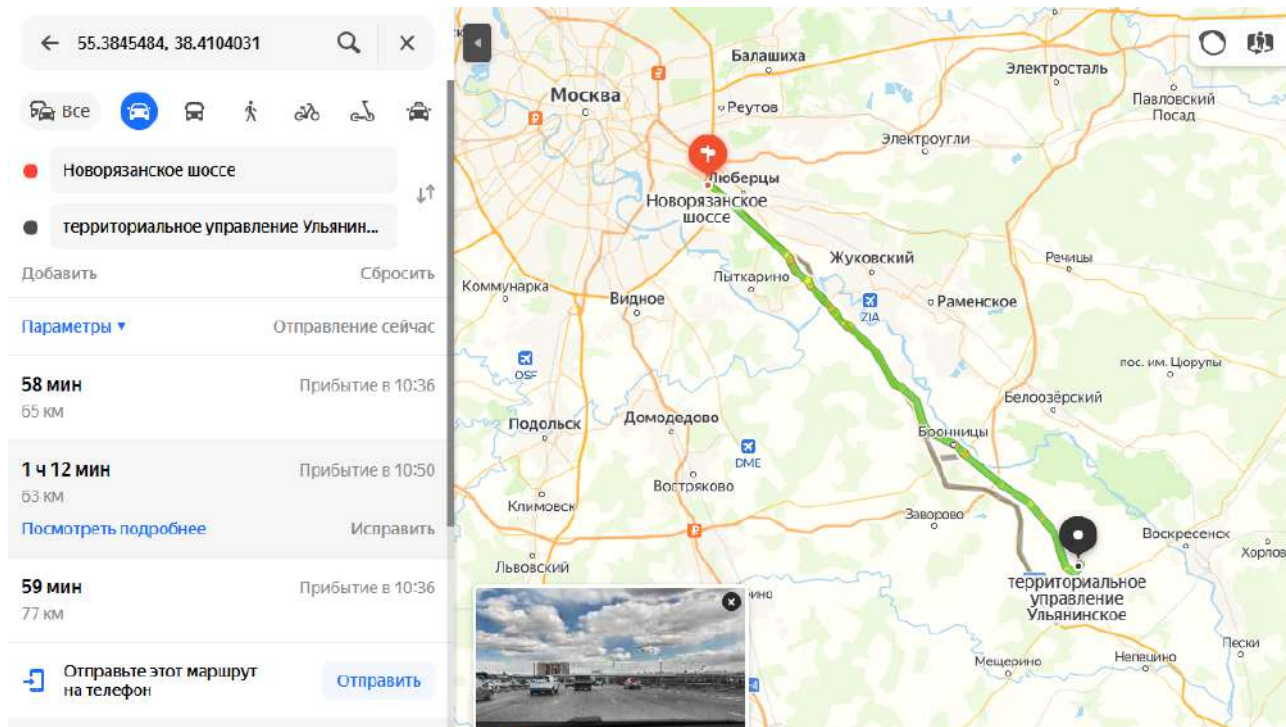 55.3845484, 38.4104031
Все
Новорязанское шоссе
территориальное управление Ульянин...
Добавить
Сбросить
Параметры
Отправление сейчас
58 мин
Прибытие в 10:36
65 км
1 ч 12 мин
Прибытие в 10:50
63 км
Посмотреть подробнее
Исправить
59 мин
Прибытие в 10:36
77 км
Отправьте этот маршрут
на телефон
Отправить
Балашиха
Электросталь
Москва
Реутов
Павловский
Посад
Электроугли
Люберцы
Новорязанское
шоссе
Жуковский
Речицы
Лыткарино
Коммунарка
Видное
Раменское
ZIA
OSF
пос. им. Цюрупы
Белоозёрский
Подольск
Домодедово
Бронницы
DME
Востряково
Климовск
Заворово
Воскресенск
Хорлов
Львовский
территориальное
управление
Ульянинское
ино
Пески
Мещерино
Непецино